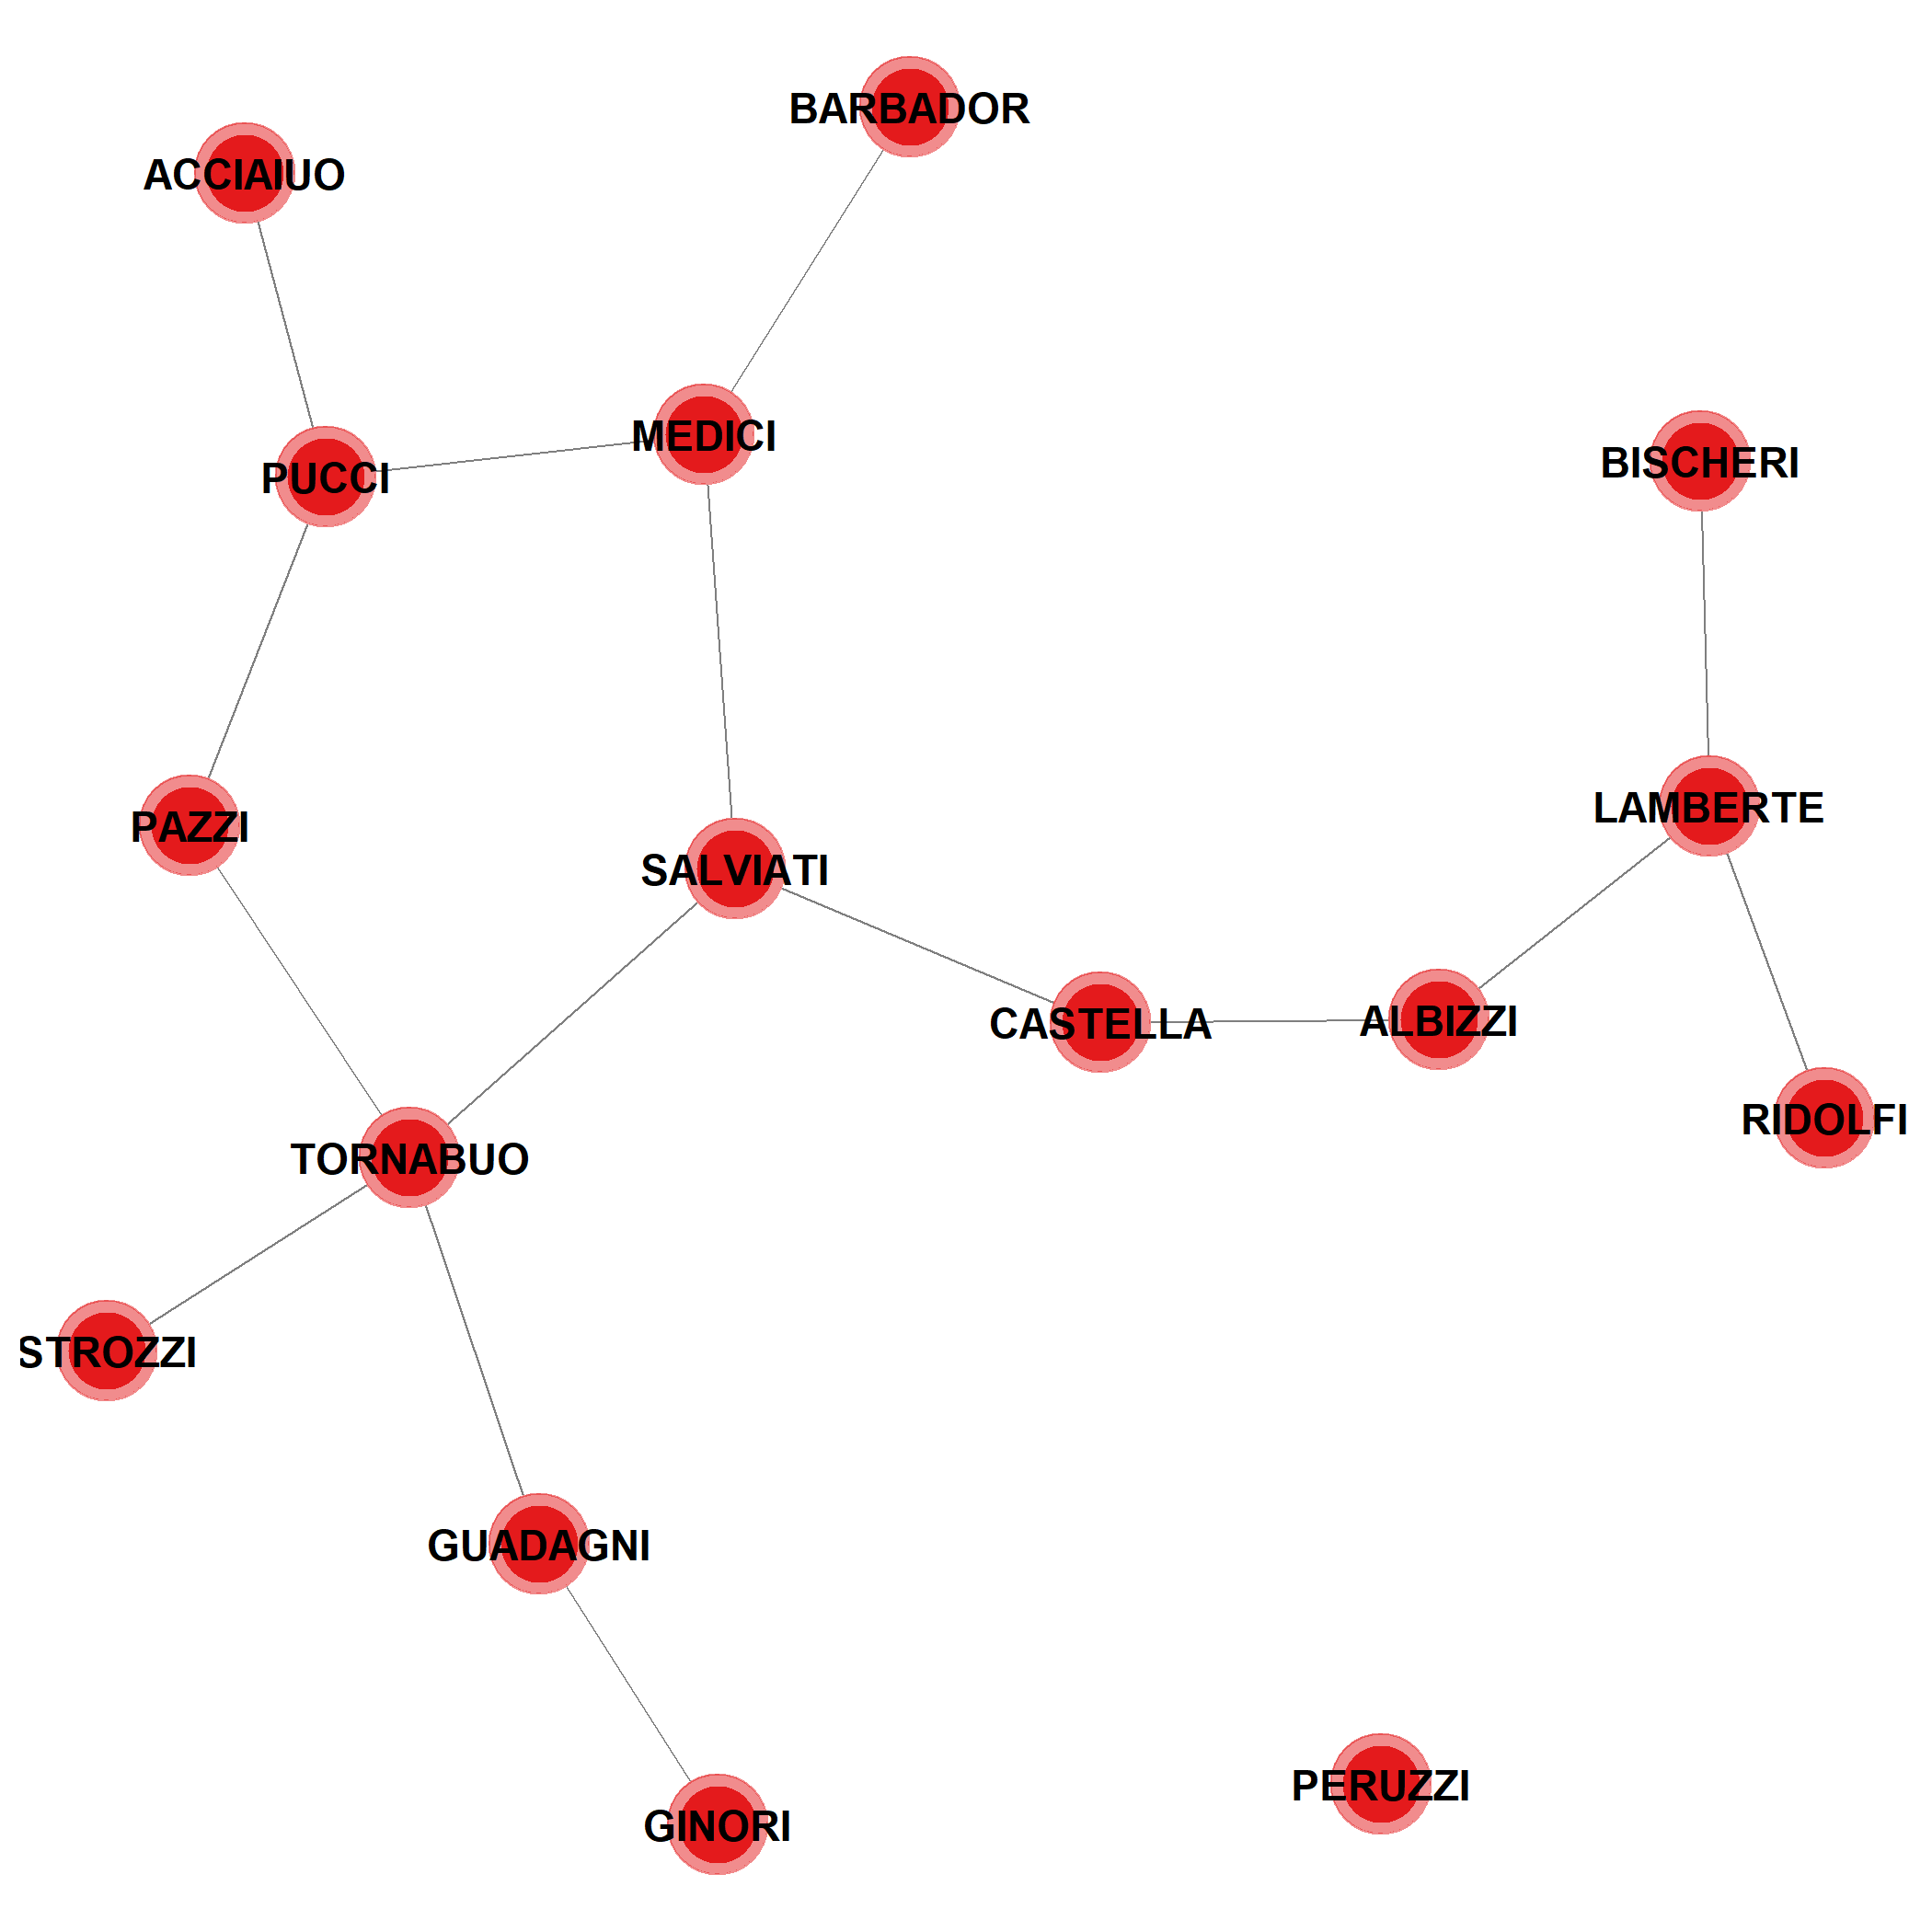 BARBADOR
ACCIAIUO
MEDICI
BISCHERI
PUCCI
LAMBERTE
PAZZI
SALVIATI
CASTELLA
ALBIZZI
RIDOLFI
TORNABUO
STROZZI
GUADAGNI
PERUZZI
GINORI